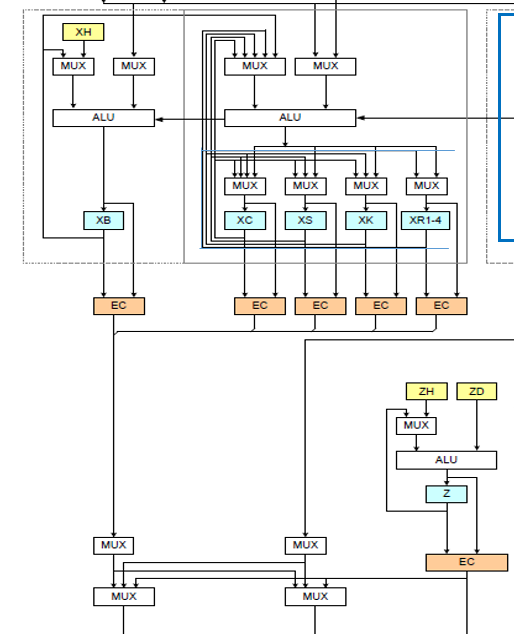 XH
MUX MUX MUX MUX
ALU ALU
MUX MUX MUX MUX
XB XC XS XK XR1-4
EC EC EC EC EC
ZH ZD
MUX
ALU
Z
MUX MUX
EC
MUX MUX